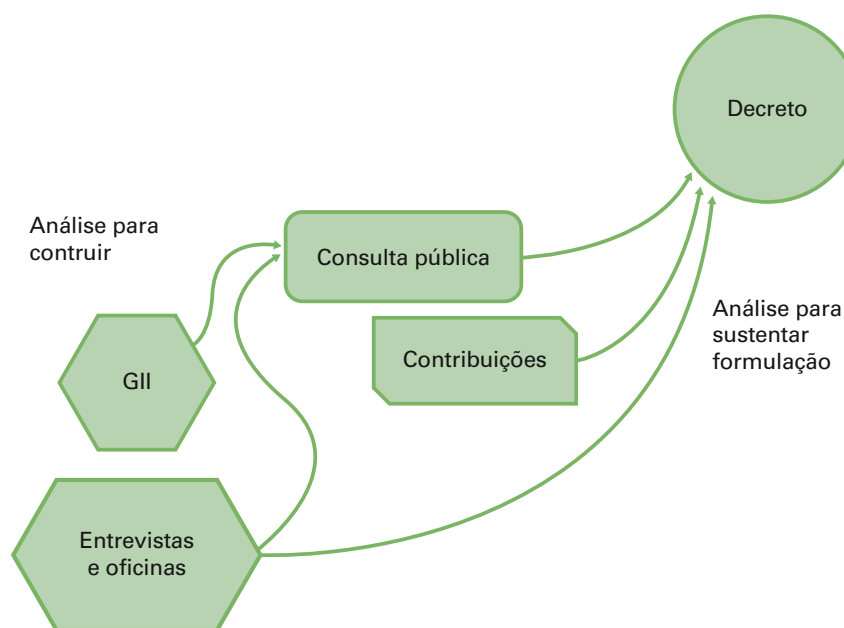 Decreto
Análise para
contruir
Consulta pública
Análise para
sustentar
formulação
Contribuições
GII
Entrevistas
e oficinas